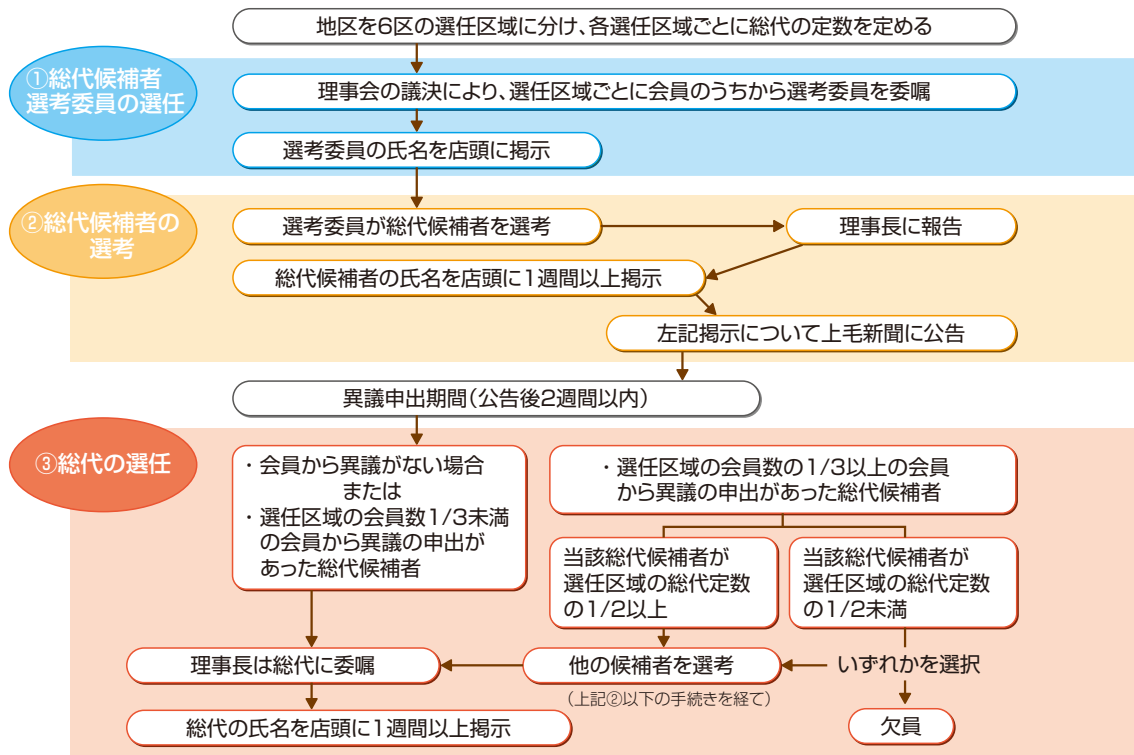 地区を6区の選任区域に分け、各選任区域ごとに総代の定数を定める
①総代候補者
選考委員の選任
理事会の議決により、選任区域ごとに会員のうちから選考委員を委嘱
選考委員の氏名を店頭に掲示
②総代候補者の
選考
選考委員が総代候補者を選考
理事長に報告
総代候補者の氏名を店頭に1週間以上掲示
左記掲示について上毛新聞に公告
異議申出期間(公告後2週間以内)
③総代の選任
・会員から異議がない場合
または
・選任区域の会員数1/3未満
の会員から異議の申出が
あった総代候補者
・選任区域の会員数の1/3以上の会員
から異議の申出があった総代候補者
当該総代候補者が
選任区域の総代定数
の1/2以上
当該総代候補者が
選任区域の総代定数
の1/2未満
理事長は総代に委嘱
他の候補者を選考
いずれかを選択
(上記②以下の手続きを経て)
総代の氏名を店頭に1週間以上掲示
欠員